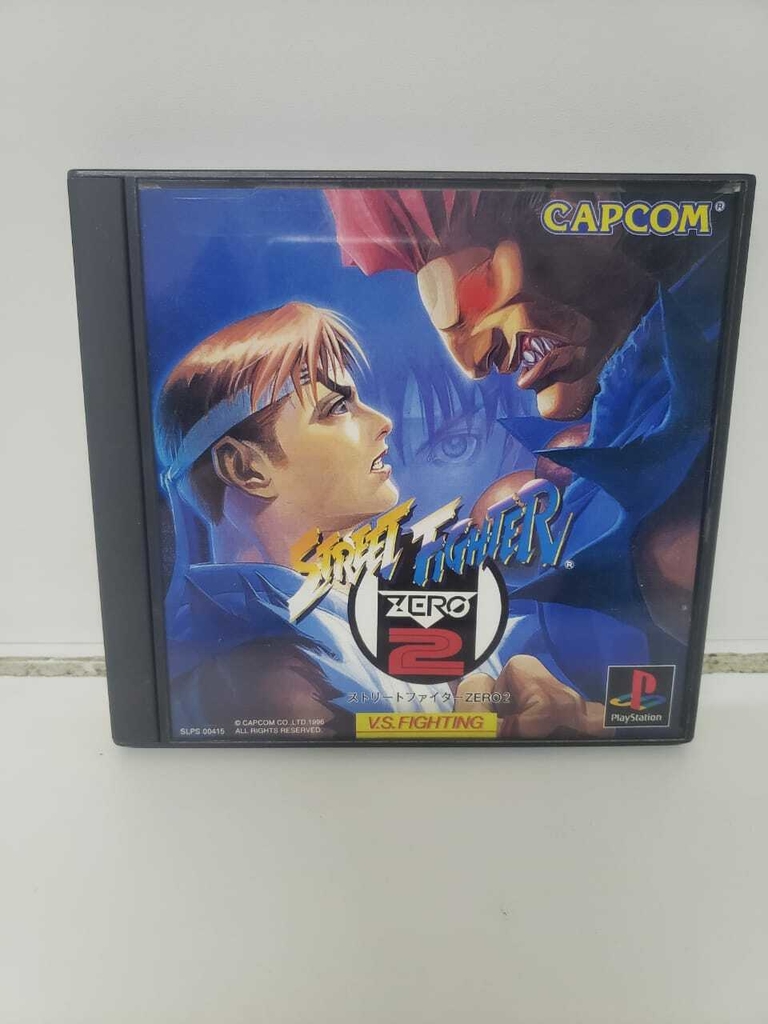 CAPCOM®
STREET FIGHTER®
ZERO
2
ストリートファイターZERO2
V.S. FIGHTING
© CAPCOM CO.,LTD.1996
SLPS 00415 ALL RIGHTS RESERVED.
PlayStation